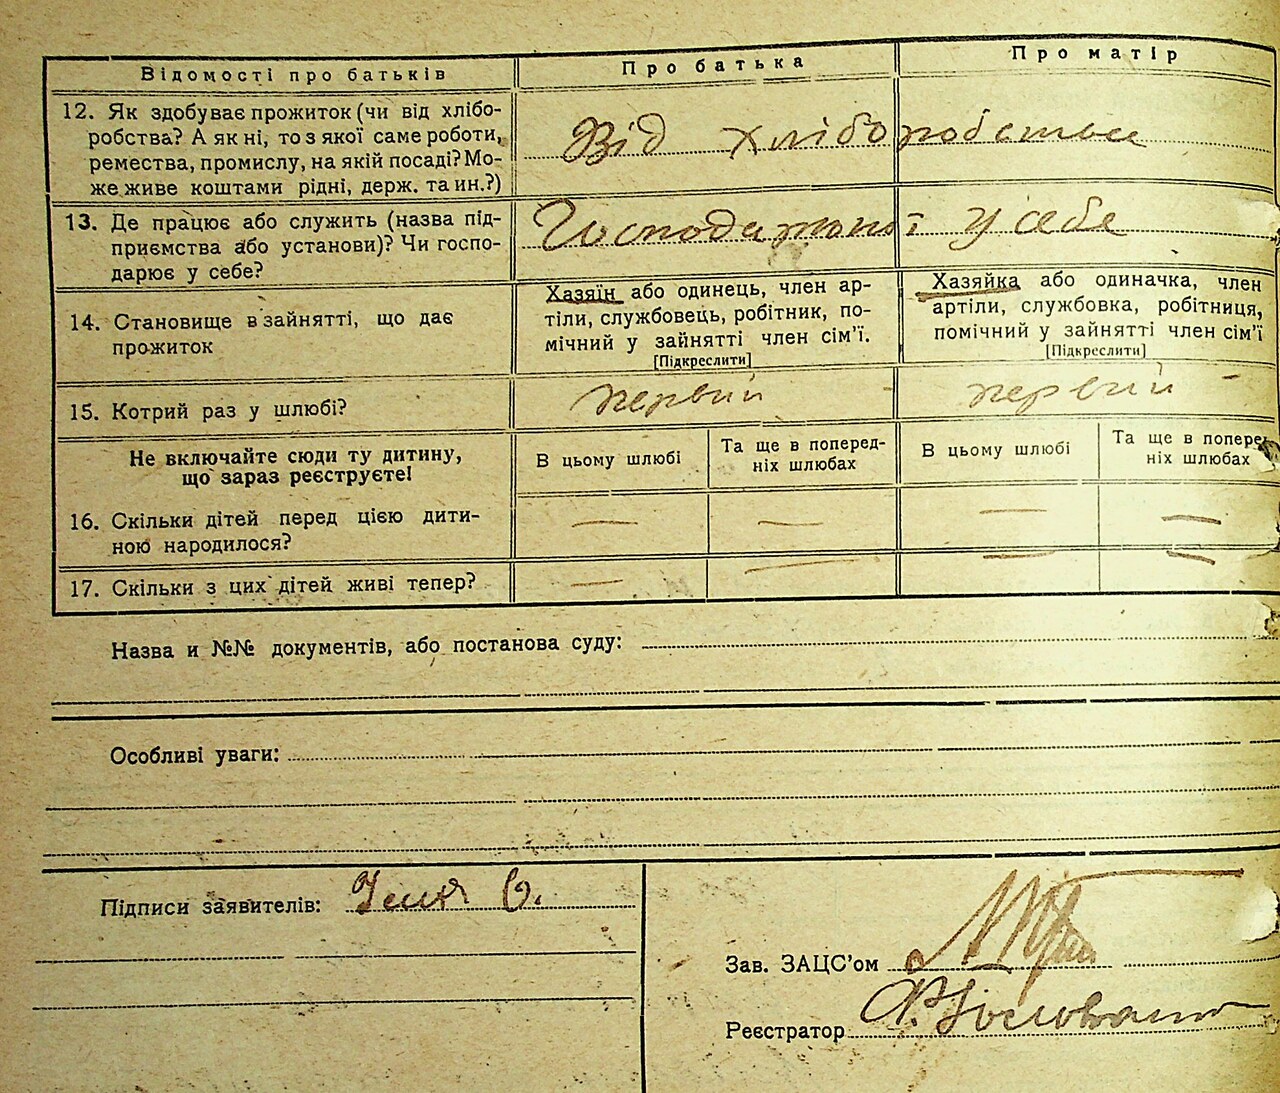 Відомості про батьків
Про батька
Про матір
12. Як здобуває прожиток (чи від хлібо-
робства? А як ні, то з якої саме роботи,
ремества, промислу, на якій посаді? Мо-
же живе коштами рідні, держ. та ин.?)
Від хліборобства
13. Де працює або служить (назва під-
приємства або установи)? Чи госпо-
дарює у себе?
у себе
14. Становище в зайнятті, що дає
прожиток
Хазяїн або одинець, член ар-
тіли, службовець, робітник, по-
мічний у зайнятті член сім’ї.
[Підкреслити]
Хазяйка або одиначка, член
артіли, службовка, робітниця,
помічний у зайнятті член сім’ї
[Підкреслити]
15. Котрий раз у шлюбі?
первий
первий
Не включайте сюди ту дитину,
що зараз реєструєте!
В цьому шлюбі
Та ще в поперед-
ніх шлюбах
В цьому шлюбі
Та ще в попере
ніх шлюбах
16. Скільки дітей перед цією дити-
ною народилося?
— — — —
17. Скільки з цих дітей живі тепер?
— — — —
Назва и №№ документів, або постанова суду:
Особливі уваги:
Підписи заявителів:
Зав. ЗАЦС’ом
Реєстратор